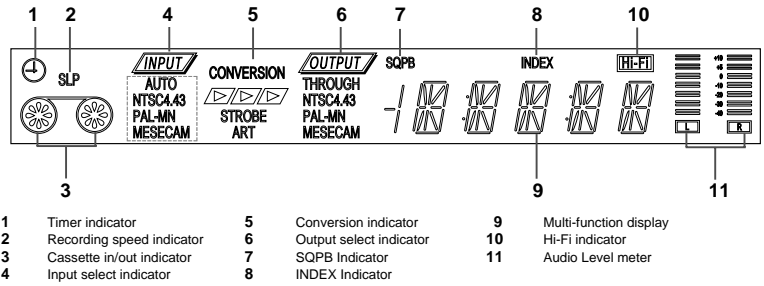 1 2 4 5 6 7 8 10
INPUT OUTPUT SQPB INDEX Hi-Fi
SLP CONVERSION
AUTO THROUGH
NTSC4.43 NTSC4.43
PAL-MN STROBE PAL-MN
MESECAM ART MESECAM
+10
+5
0
-10
-20
-30
-40
L R
3 9 11
1 Timer indicator 5 Conversion indicator 9 Multi-function display
2 Recording speed indicator 6 Output select indicator 10 Hi-Fi indicator
3 Cassette in/out indicator 7 SQPB Indicator 11 Audio Level meter
4 Input select indicator 8 INDEX Indicator